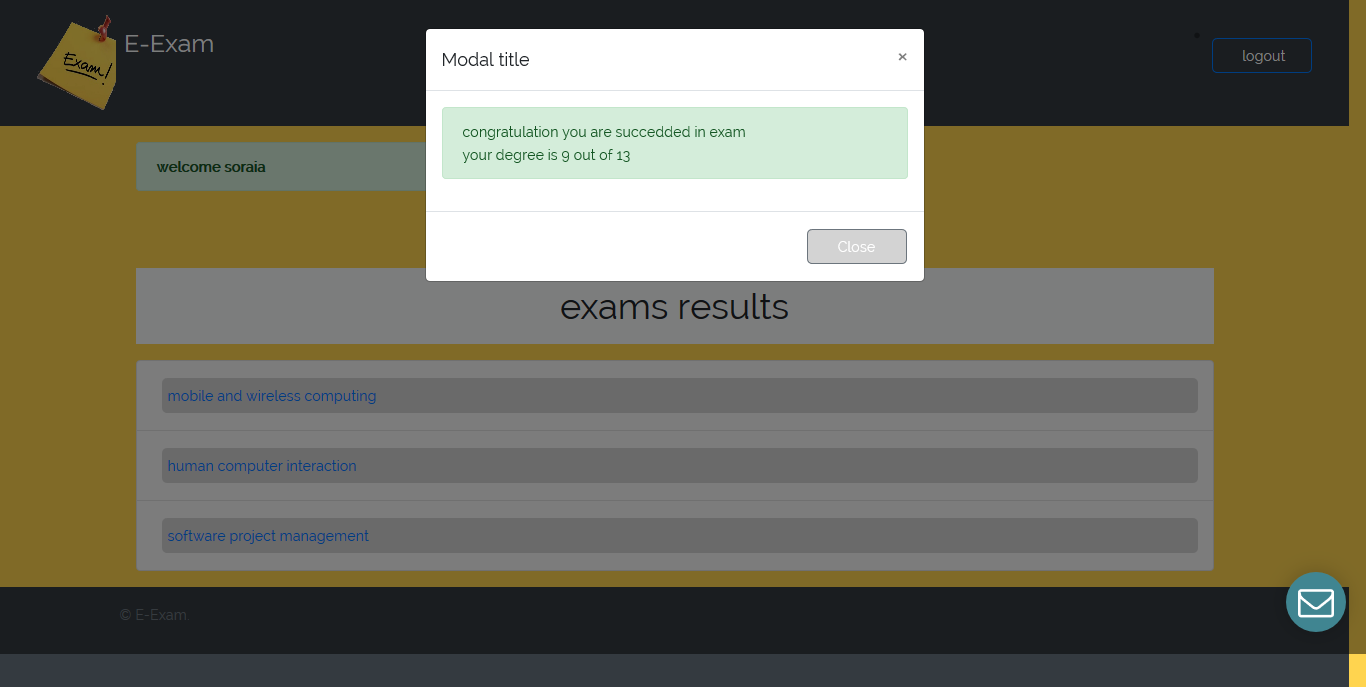 Exam!
E-Exam
logout
Modal title
×
congratulation you are succedded in exam
your degree is 9 out of 13
Close
welcome soraia
exams results
mobile and wireless computing
human computer interaction
software project management
© E-Exam.